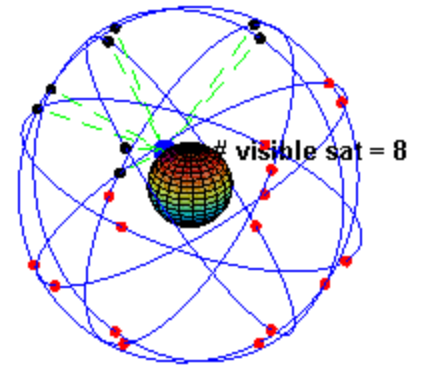 # visible sat = 8